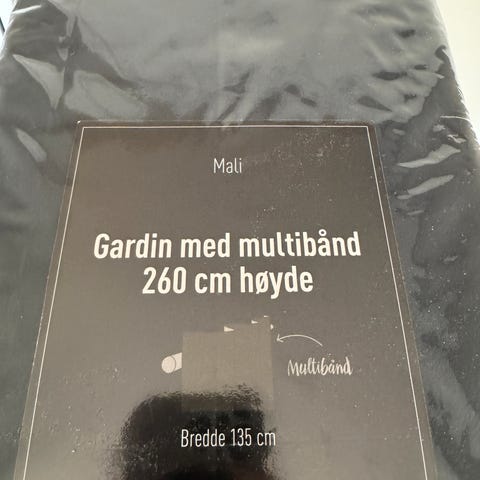 Mali
Gardin med multibånd
260 cm høyde
Multibånd
Bredde 135 cm